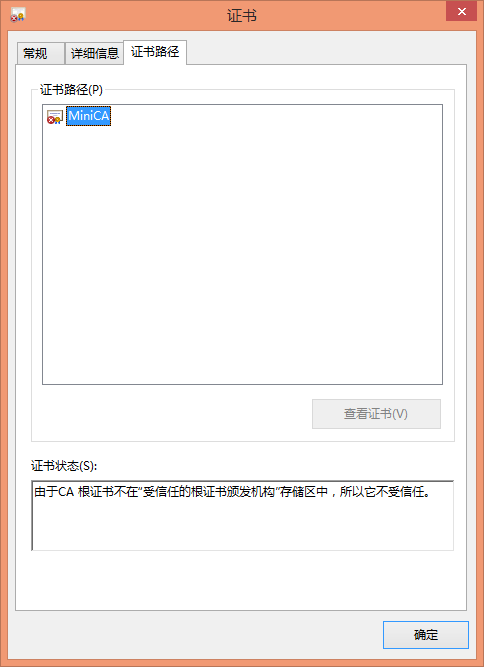 证书
常规
详细信息
证书路径
证书路径(P)
MiniCA
查看证书(V)
证书状态(S):
由于CA 根证书不在“受信任的根证书颁发机构”存储区中，所以它不受信任。
确定